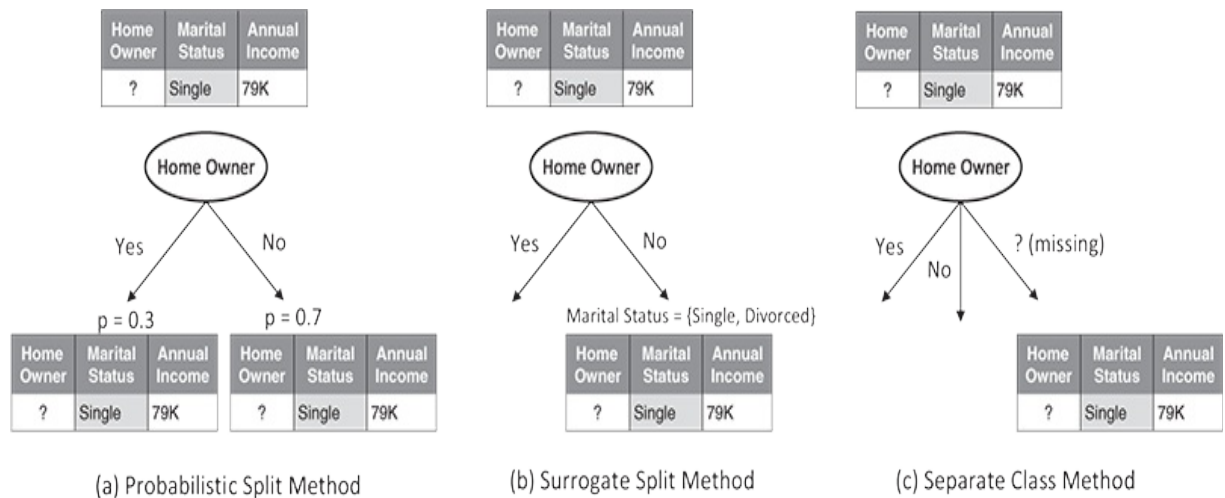 Home Owner Marital Status Annual Income
? Single 79K
Home Owner
Yes No
p = 0.3 p = 0.7
Home Owner Marital Status Annual Income
? Single 79K
Home Owner Marital Status Annual Income
? Single 79K
(a) Probabilistic Split Method
Home Owner Marital Status Annual Income
? Single 79K
Home Owner
Yes No
Marital Status = {Single, Divorced}
Home Owner Marital Status Annual Income
? Single 79K
(b) Surrogate Split Method
Home Owner Marital Status Annual Income
? Single 79K
Home Owner
Yes No ? (missing)
Home Owner Marital Status Annual Income
? Single 79K
(c) Separate Class Method